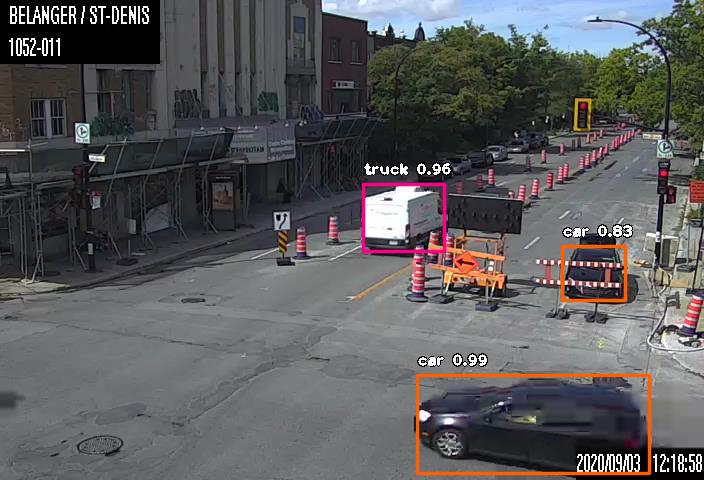 BELANGER / ST-DENIS
1052-011
truck 0.96
car 0.83
car 0.99
2020/09/03 12:18:58